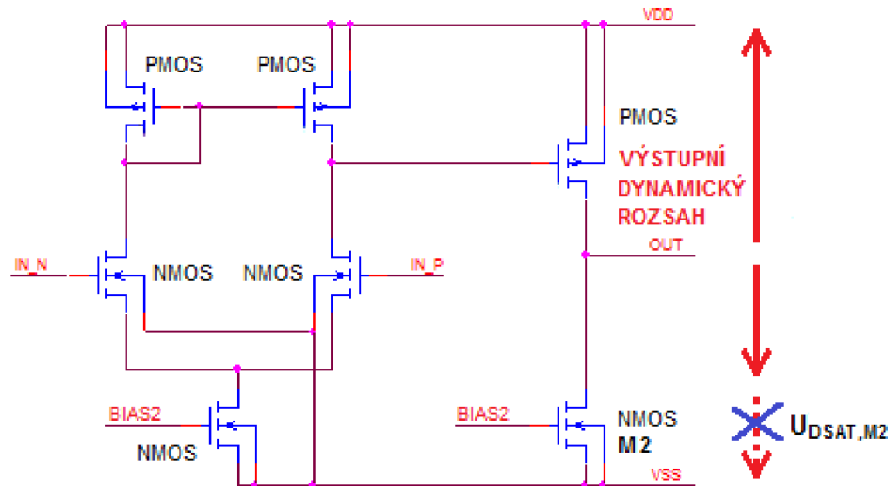 VDD
PMOS
PMOS
PMOS
VÝSTUPNÍ
DYNAMICKÝ
ROZSAH
OUT
IN_N
NMOS
NMOS
IN_P
BIAS2
NMOS
BIAS2
NMOS
M2
UDSAT,M2
VSS